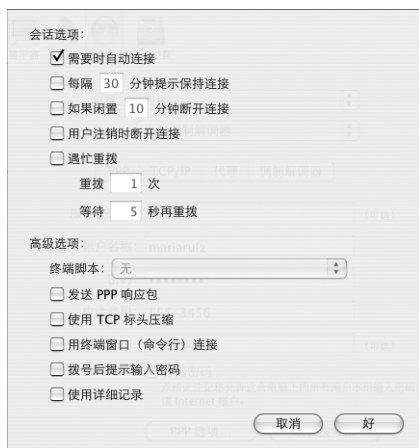 会话选项:
需要时自动连接
每隔 30 分钟提示保持连接
如果闲置 10 分钟断开连接
用户注销时断开连接
遇忙重拨
重拨 1 次
等待 5 秒再重拨
高级选项:
终端脚本: 无
发送 PPP 响应包
使用 TCP 标头压缩
用终端窗口（命令行）连接
拨号后提示输入密码
使用详细记录
取消 好